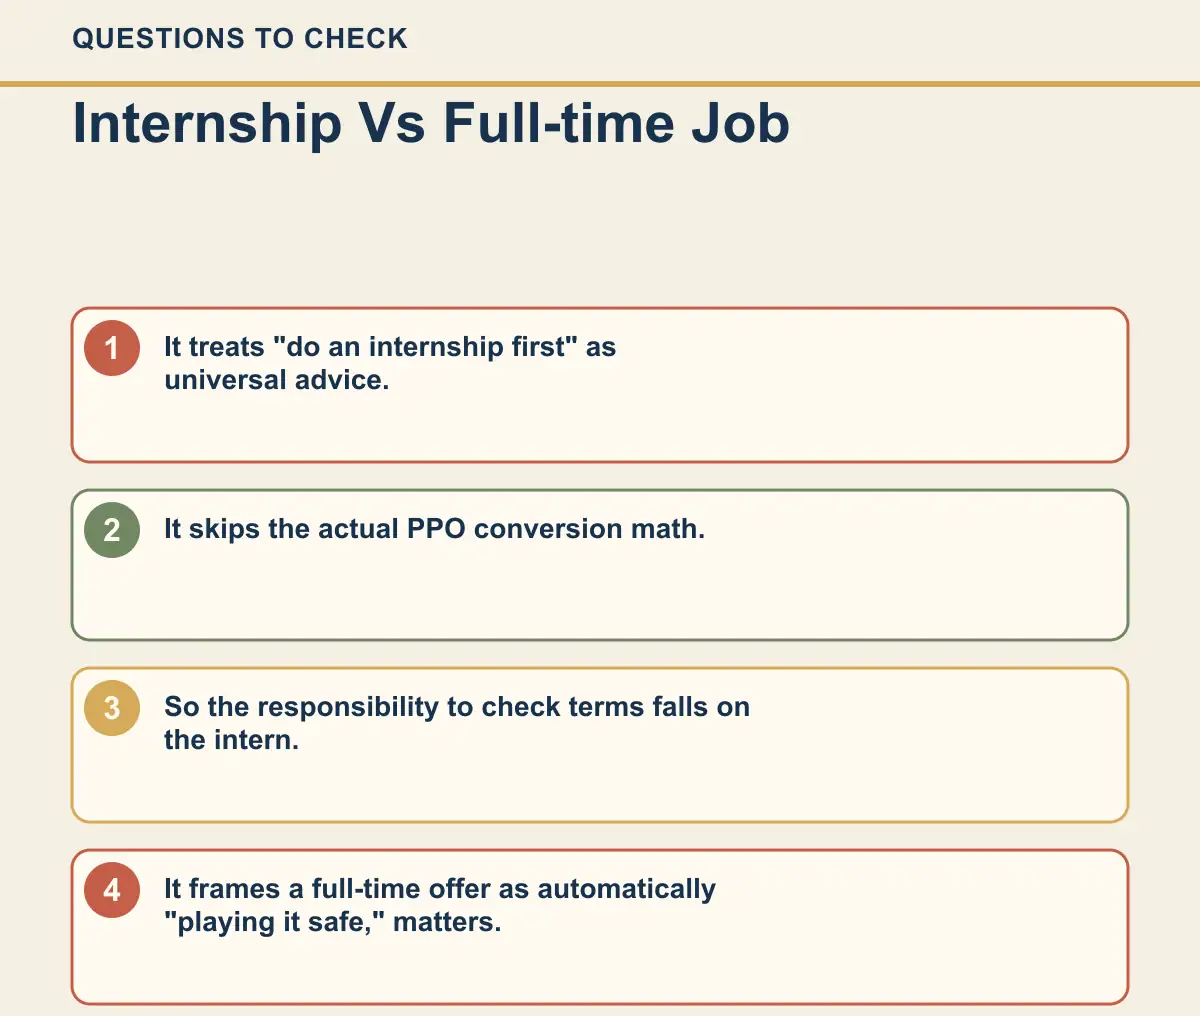 QUESTIONS TO CHECK
Internship Vs Full-time Job
1
It treats "do an internship first" as
universal advice.
2
It skips the actual PPO conversion math.
3
So the responsibility to check terms falls on
the intern.
4
It frames a full-time offer as automatically
"playing it safe," matters.